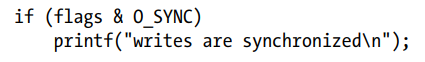 if (flags & O_SYNC)
    printf("writes are synchronized\n");